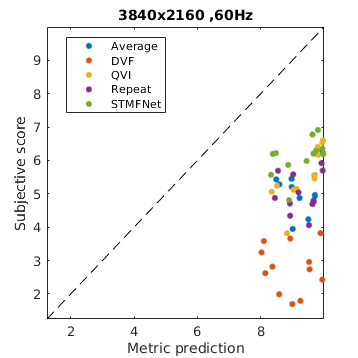 3840x2160 ,60Hz
Average
DVF
QVI
Repeat
STMFNet
Subjective score
9
8
7
6
5
4
3
2
2
4
6
8
Metric prediction